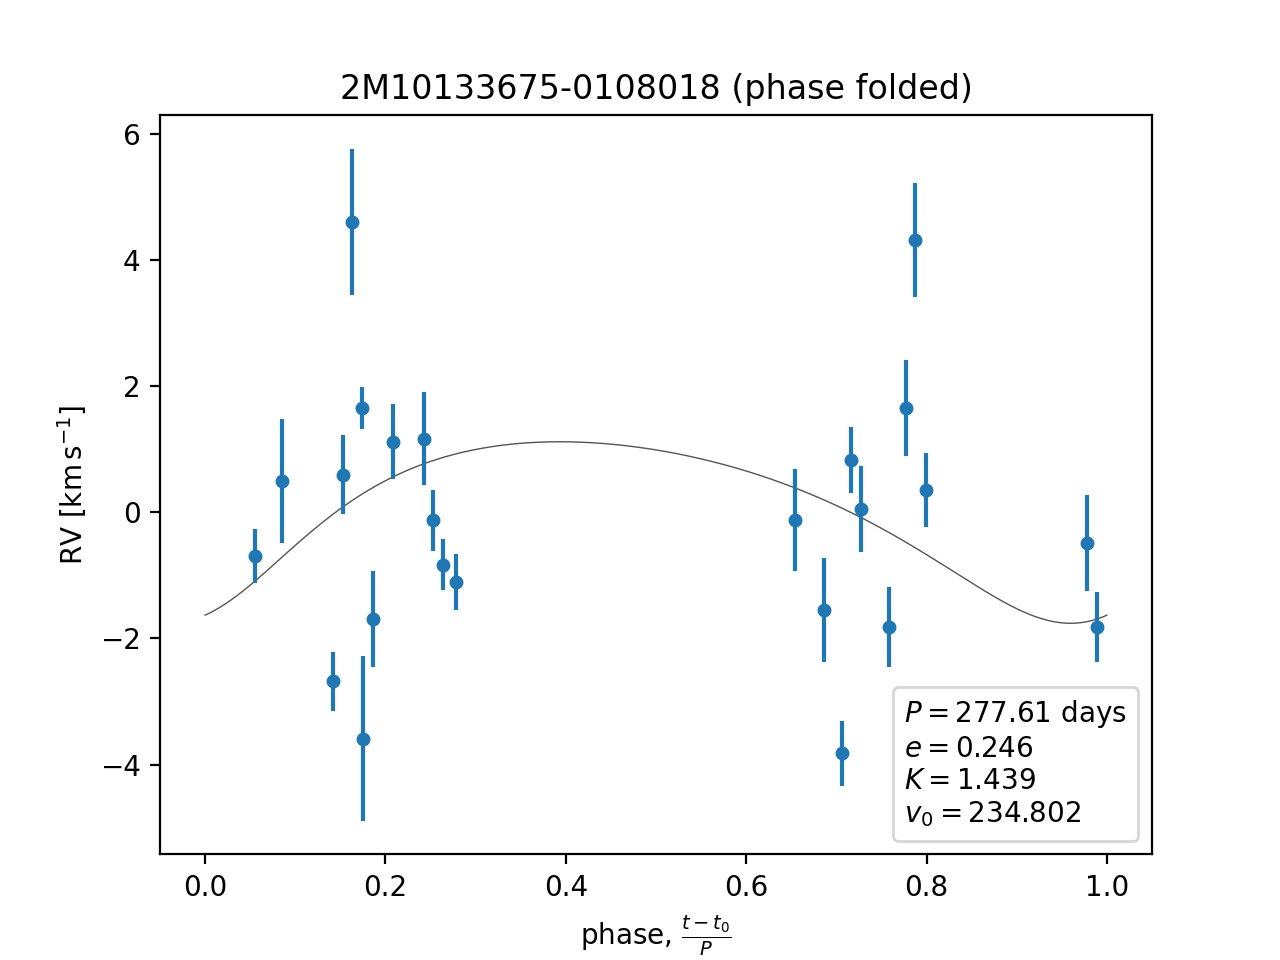 2M10133675-0108018 (phase folded)
6
4
2
0
−2
−4
RV [km s⁻¹]
P = 277.61 days
e = 0.246
K = 1.439
v₀ = 234.802
0.0 0.2 0.4 0.6 0.8 1.0
phase, (t − t₀)/P